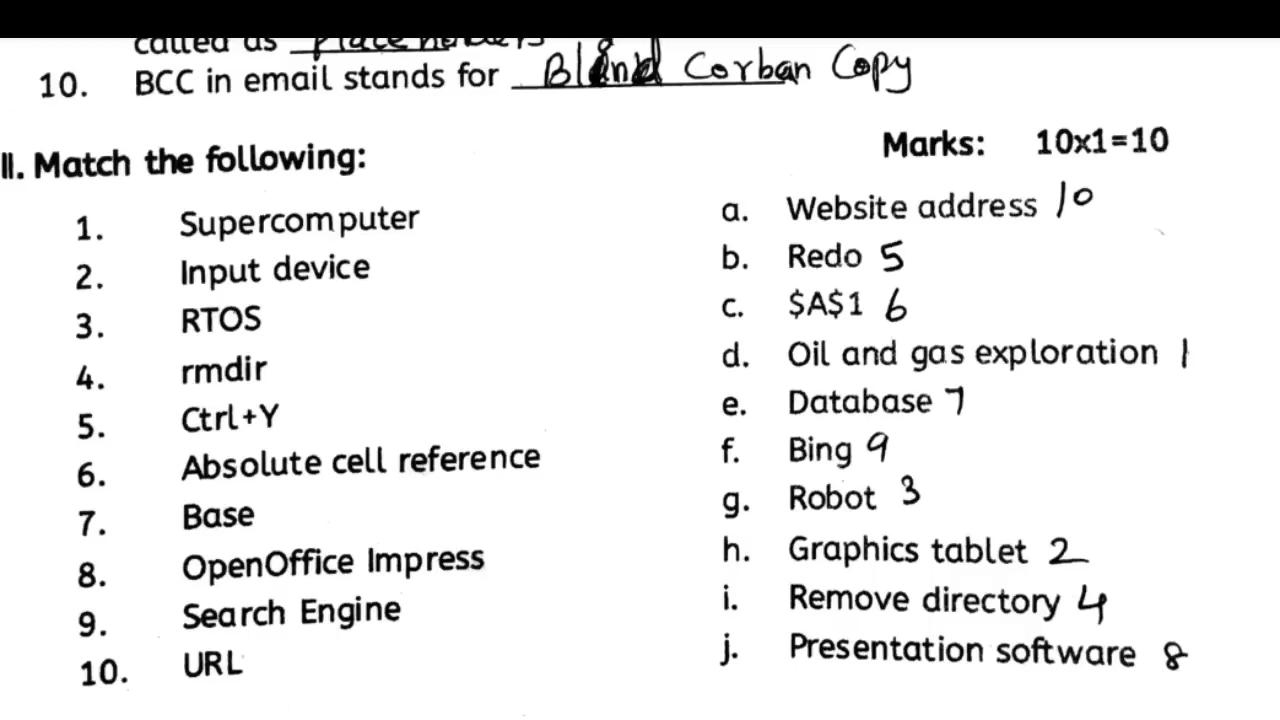 called as placeholders
10. BCC in email stands for Blind Corban Copy
II. Match the following: Marks: 10x1=10
1. Supercomputer a. Website address 10
2. Input device b. Redo 5
3. RTOS c. $A$1 6
4. rmdir d. Oil and gas exploration 1
5. Ctrl+Y e. Database 7
6. Absolute cell reference f. Bing 9
7. Base g. Robot 3
8. OpenOffice Impress h. Graphics tablet 2
9. Search Engine i. Remove directory 4
10. URL j. Presentation software 8